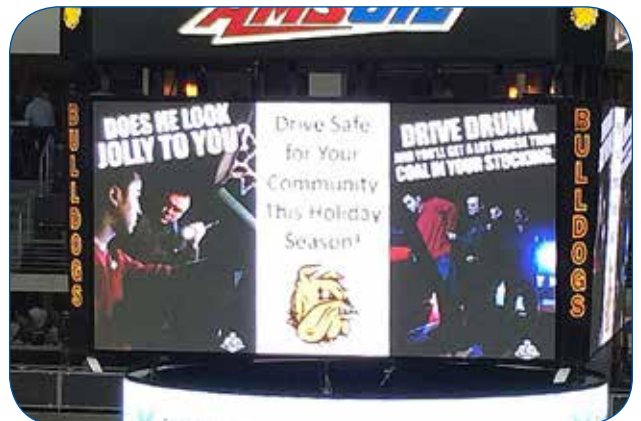 AMSOIL
BULLDOGS
DOES HE LOOK
JOLLY TO YOU?
Drive Safe
for Your
Community
This Holiday
Season!
DRIVE DRUNK
AND YOU'LL GET A LOT WORSE THAN
COAL IN YOUR STOCKING.
BULLDOGS